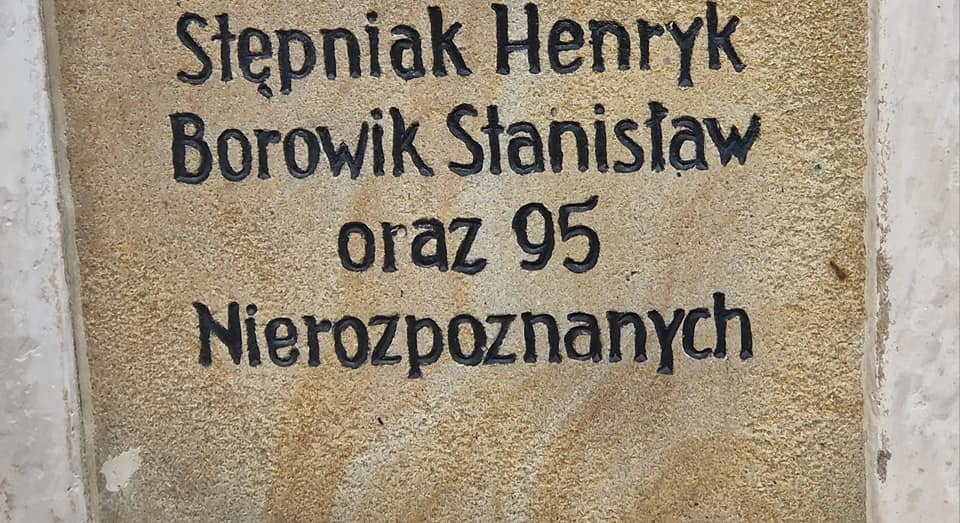 Stępniak Henryk
Borowik Stanisław
oraz 95
Nierozpoznanych